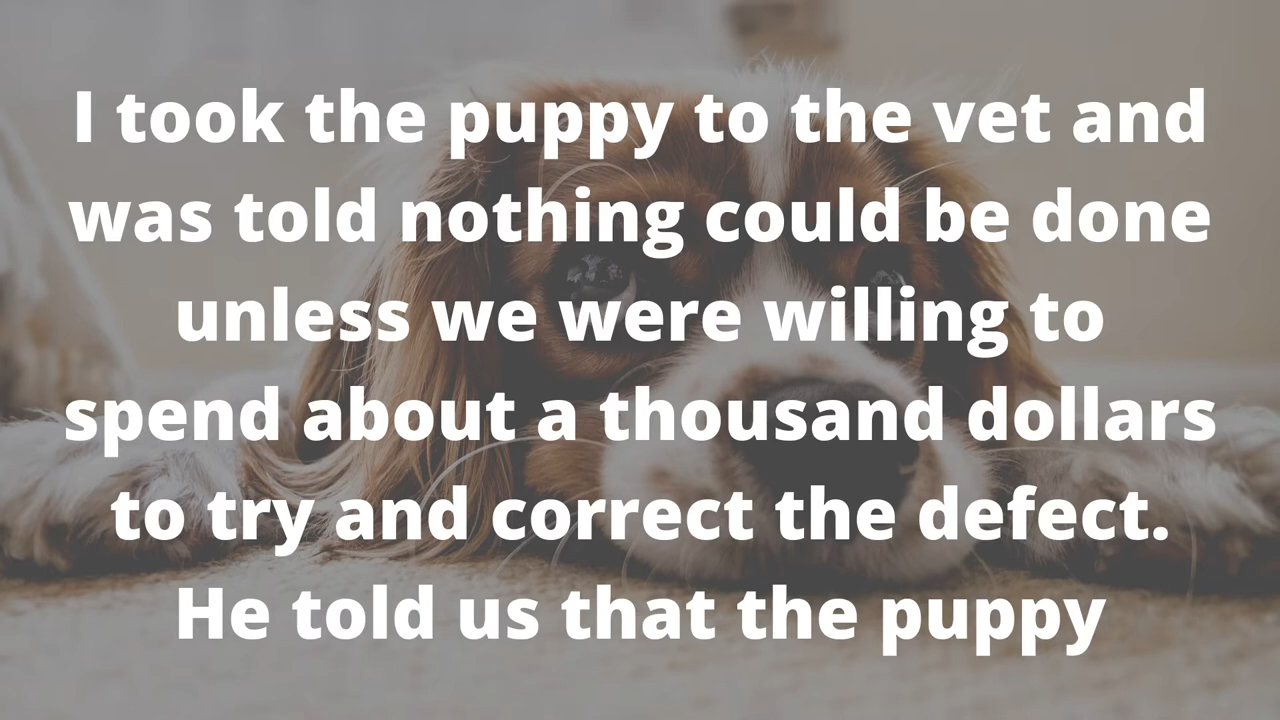 I took the puppy to the vet and
was told nothing could be done
unless we were willing to
spend about a thousand dollars
to try and correct the defect.
He told us that the puppy